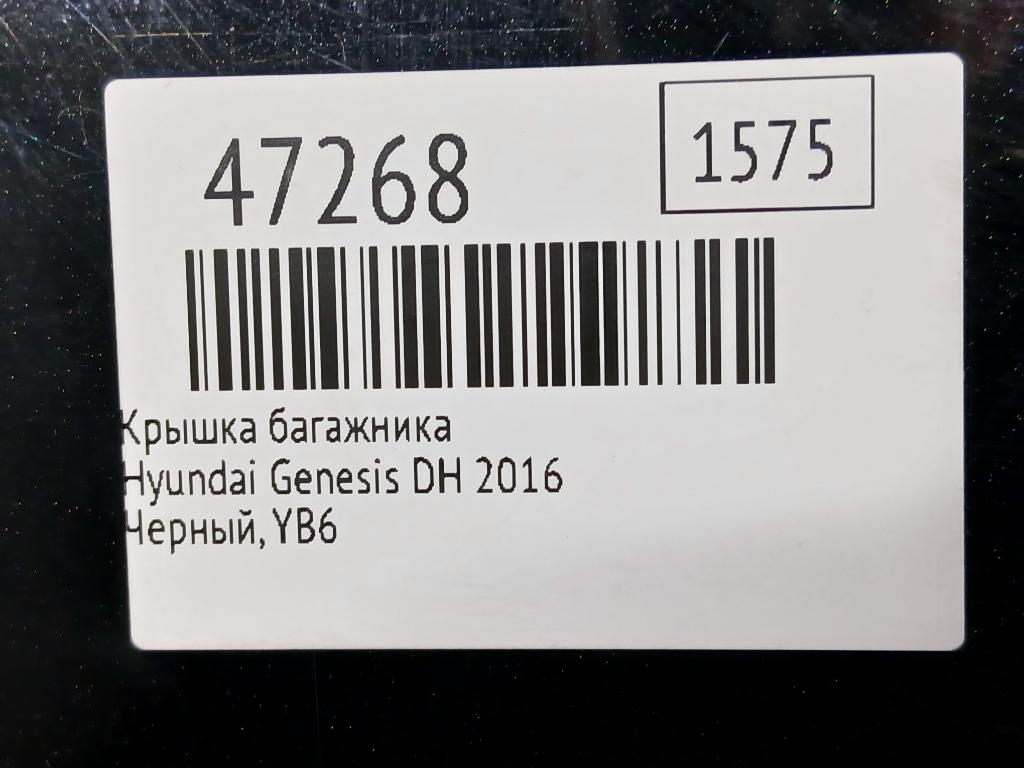 47268
1575
Крышка багажника
Hyundai Genesis DH 2016
Черный, YB6